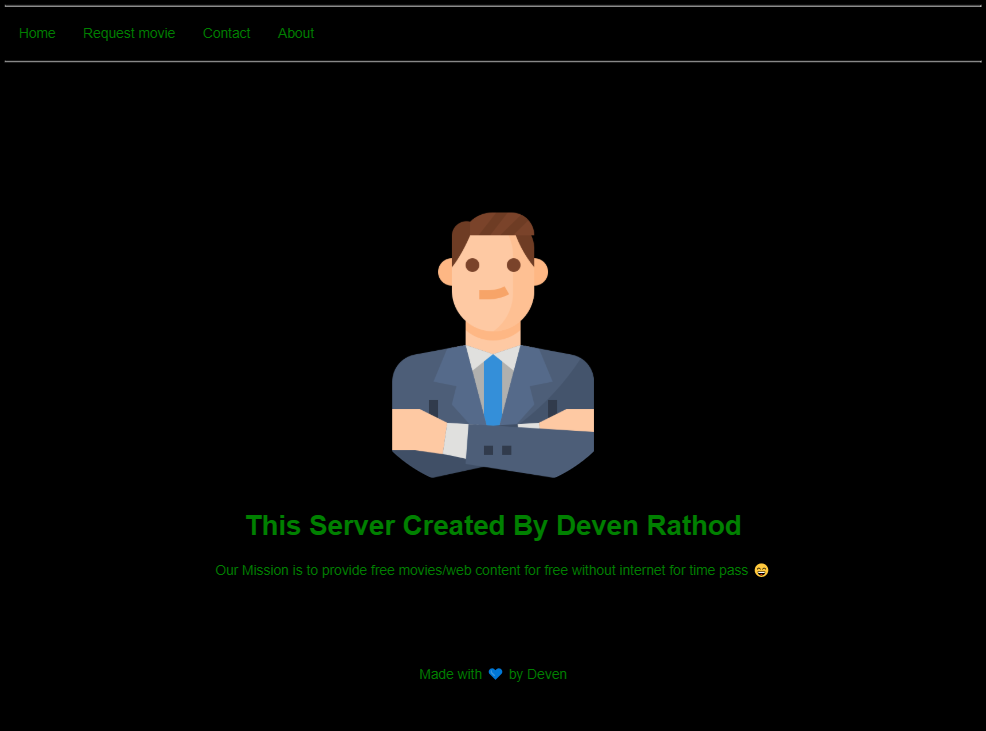 Home Request movie Contact About
This Server Created By Deven Rathod
Our Mission is to provide free movies/web content for free without internet for time pass 😄
Made with 💙 by Deven